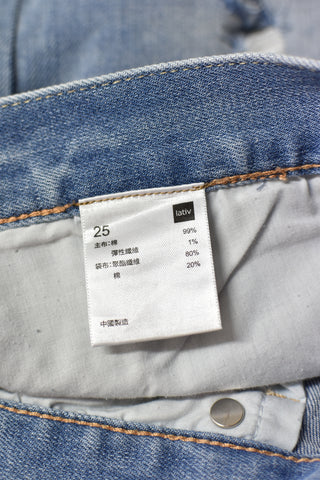 lativ
25
主布:棉 99%
彈性纖維 1%
袋布:聚酯纖維 80%
棉 20%
中國製造